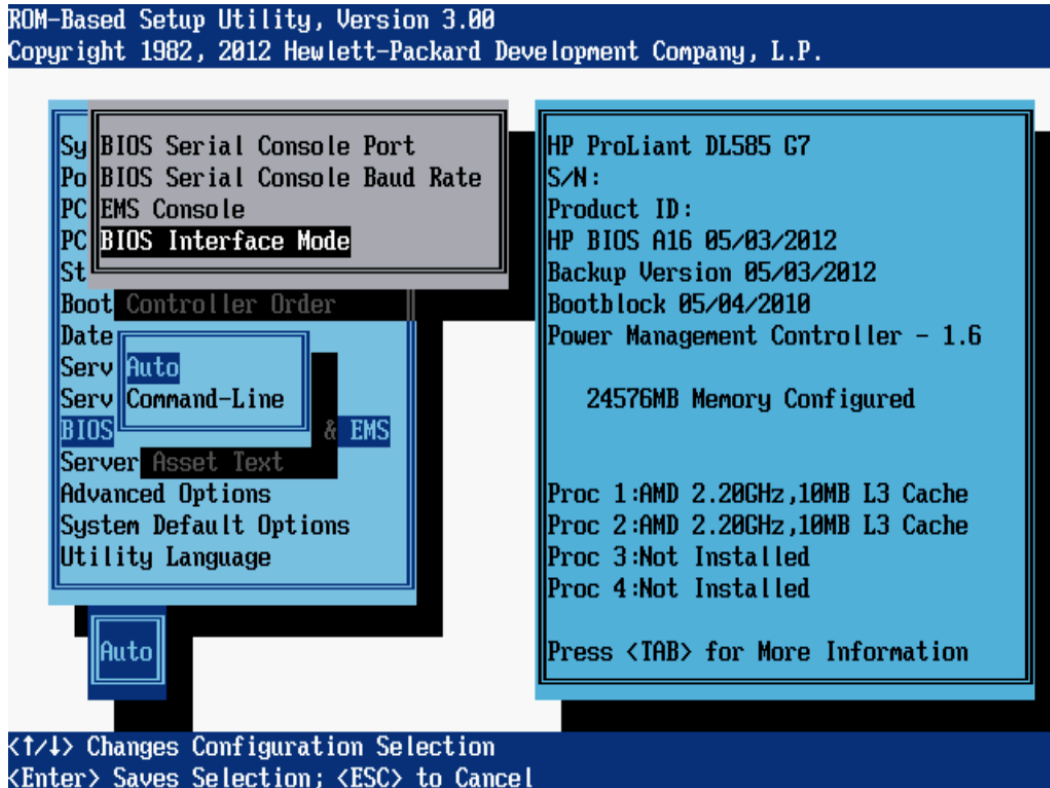 ROM-Based Setup Utility, Version 3.00
Copyright 1982, 2012 Hewlett-Packard Development Company, L.P.
Sy
Po
PC
PC
St
BIOS Serial Console Port
BIOS Serial Console Baud Rate
EMS Console
BIOS Interface Mode
Boot Controller Order
Date
Serv
Serv
Auto
Command-Line
BIOS & EMS
Server Asset Text
Advanced Options
System Default Options
Utility Language
Auto
HP ProLiant DL585 G7
S/N:
Product ID:
HP BIOS A16 05/03/2012
Backup Version 05/03/2012
Bootblock 05/04/2010
Power Management Controller - 1.6
24576MB Memory Configured
Proc 1:AMD 2.20GHz,10MB L3 Cache
Proc 2:AMD 2.20GHz,10MB L3 Cache
Proc 3:Not Installed
Proc 4:Not Installed
Press <TAB> for More Information
<↑/↓> Changes Configuration Selection
<Enter> Saves Selection; <ESC> to Cancel